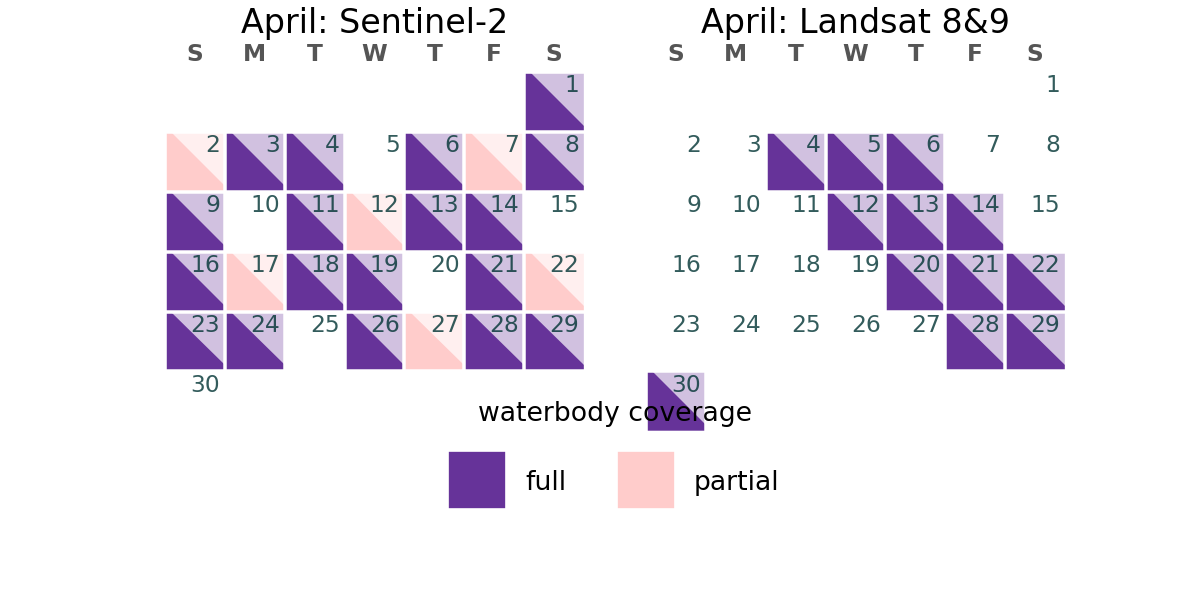 April: Sentinel-2
S M T W T F S
1
2 3 4 5 6 7 8
9 10 11 12 13 14 15
16 17 18 19 20 21 22
23 24 25 26 27 28 29
30
April: Landsat 8&9
S M T W T F S
1
2 3 4 5 6 7 8
9 10 11 12 13 14 15
16 17 18 19 20 21 22
23 24 25 26 27 28 29
30
waterbody coverage
full partial